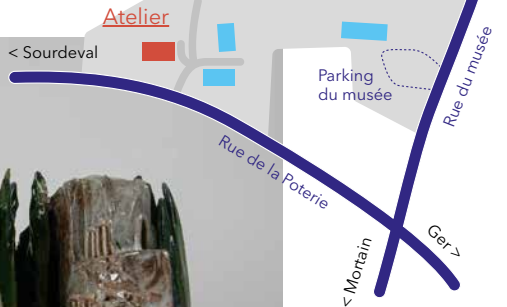 Atelier
< Sourdeval
Parking
du musée
Rue du musée
Rue de la Poterie
< Mortain
Ger >